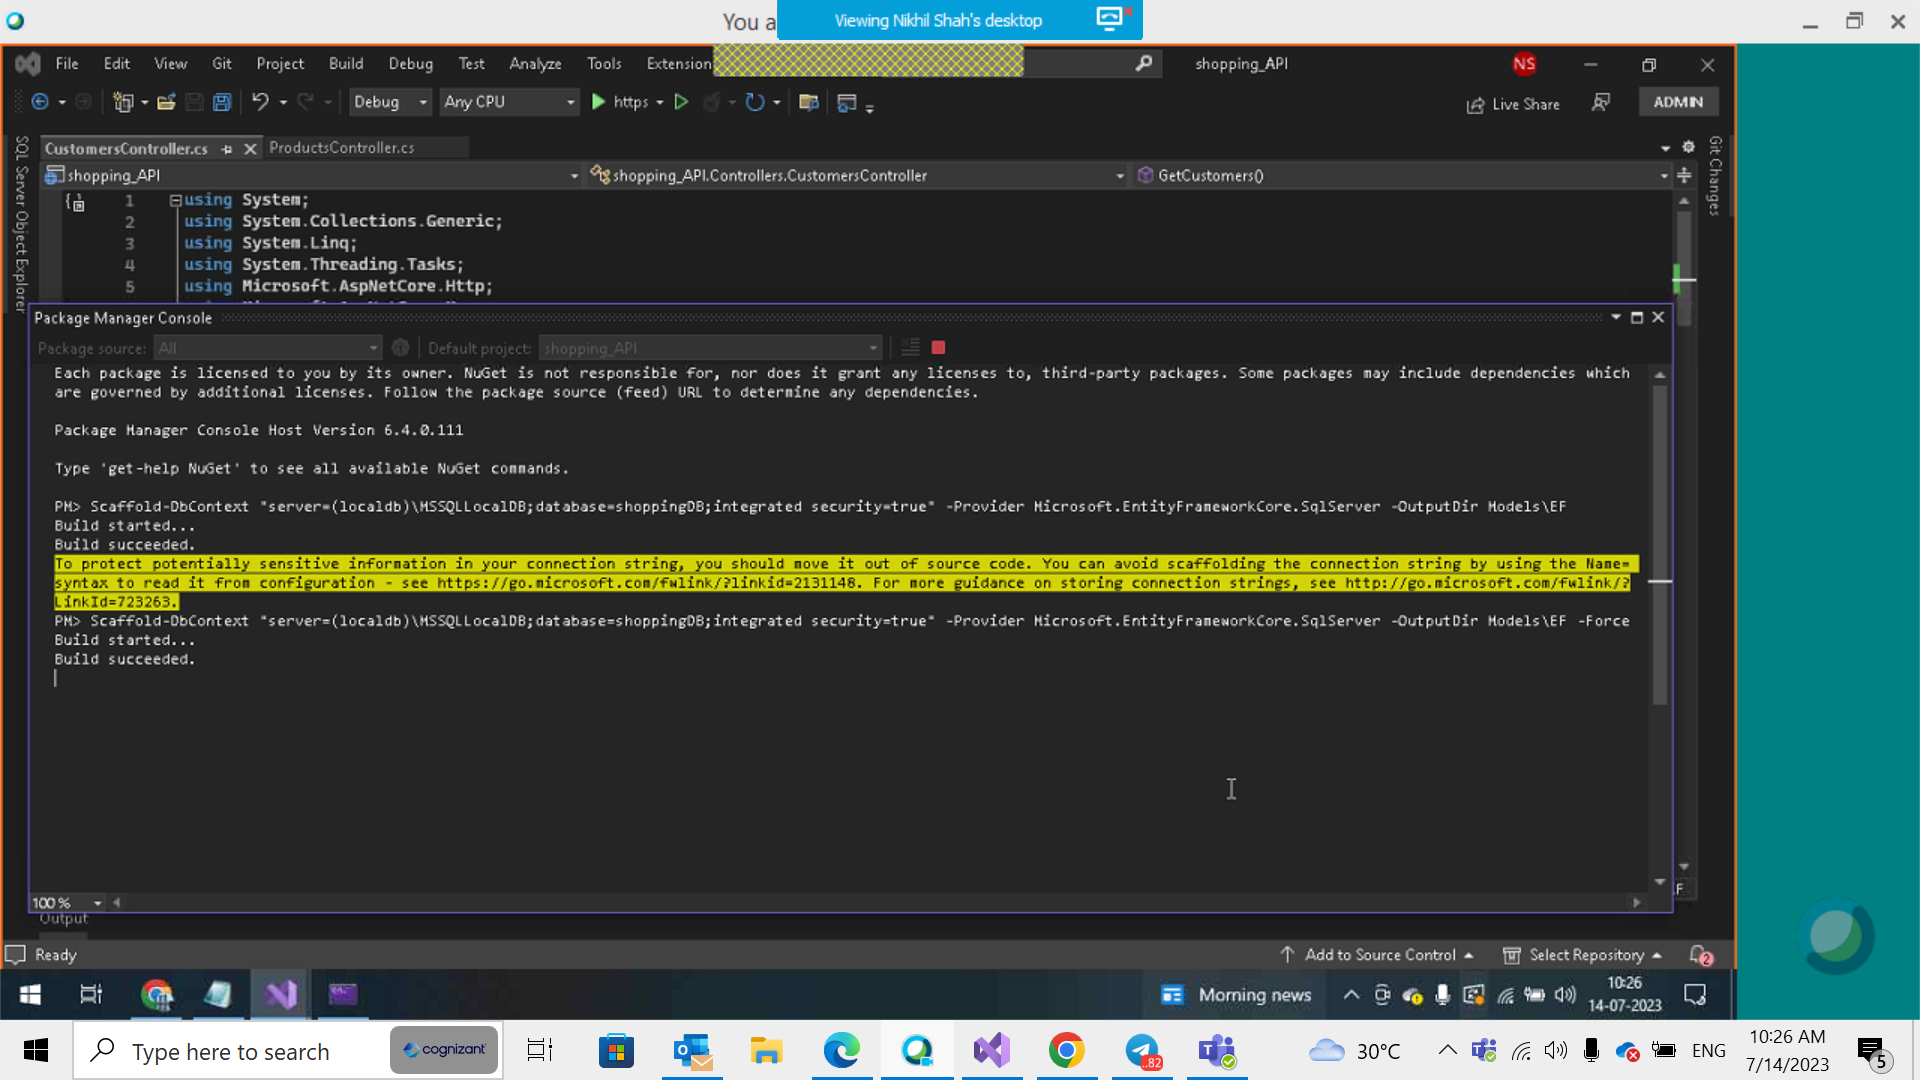 You a
Viewing Nikhil Shah's desktop
File Edit View Git Project Build Debug Test Analyze Tools Extension
shopping_API
NS
Debug Any CPU https
Live Share
ADMIN
SQL Server Object Explorer
CustomersController.cs ProductsController.cs
Git Changes
shopping_API shopping_API.Controllers.CustomersController GetCustomers()
1 using System;
2 using System.Collections.Generic;
3 using System.Linq;
4 using System.Threading.Tasks;
5 using Microsoft.AspNetCore.Http;
Package Manager Console
Package source: All Default project: shopping_API
Each package is licensed to you by its owner. NuGet is not responsible for, nor does it grant any licenses to, third-party packages. Some packages may include dependencies which
are governed by additional licenses. Follow the package source (feed) URL to determine any dependencies.
Package Manager Console Host Version 6.4.0.111
Type 'get-help NuGet' to see all available NuGet commands.
PM> Scaffold-DbContext "server=(localdb)\MSSQLLocalDB;database=shoppingDB;integrated security=true" -Provider Microsoft.EntityFrameworkCore.SqlServer -OutputDir Models\EF
Build started...
Build succeeded.
To protect potentially sensitive information in your connection string, you should move it out of source code. You can avoid scaffolding the connection string by using the Name=
syntax to read it from configuration - see https://go.microsoft.com/fwlink/?linkid=2131148. For more guidance on storing connection strings, see http://go.microsoft.com/fwlink/?
LinkId=723263.
PM> Scaffold-DbContext "server=(localdb)\MSSQLLocalDB;database=shoppingDB;integrated security=true" -Provider Microsoft.EntityFrameworkCore.SqlServer -OutputDir Models\EF -Force
Build started...
Build succeeded.
100 %
Output
Ready
Add to Source Control Select Repository 2
Morning news
10:26
14-07-2023
Type here to search
cognizant
82
30°C
ENG
10:26 AM
7/14/2023
5